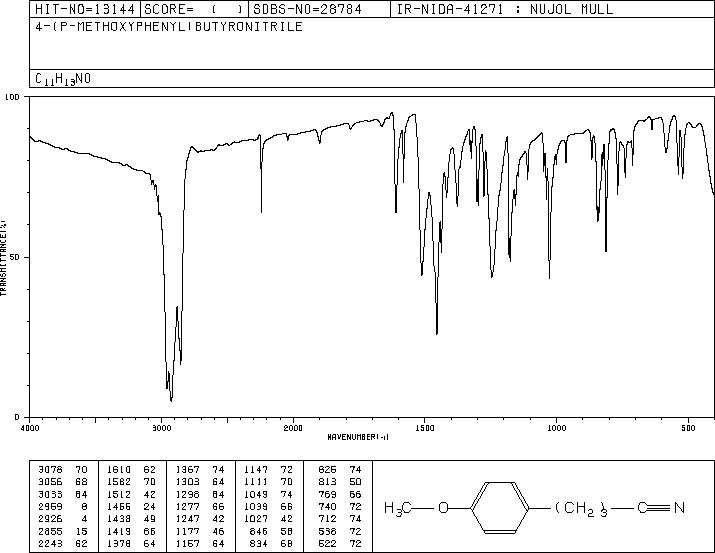 HIT-NO=13144 SCORE= ( ) SDBS-NO=28784 IR-NIDA-41271 : NUJOL MULL
4-(P-METHOXYPHENYL)BUTYRONITRILE
C11H13NO
100
TRANSMITTANCE(%)
50
0
4000 3000 2000 1500 1000 500
WAVENUMBER(-1)
3078 70 1610 62 1367 74 1147 72 826 74
3056 68 1582 70 1303 64 1111 70 813 50
3033 64 1512 42 1298 64 1049 74 769 66
2959 8 1456 24 1277 66 1039 66 740 72
2926 4 1438 49 1247 42 1027 42 712 74
2855 15 1419 66 1177 46 846 58 538 72
2243 62 1378 64 1157 64 834 68 522 72
H3C O (CH2)3 C N